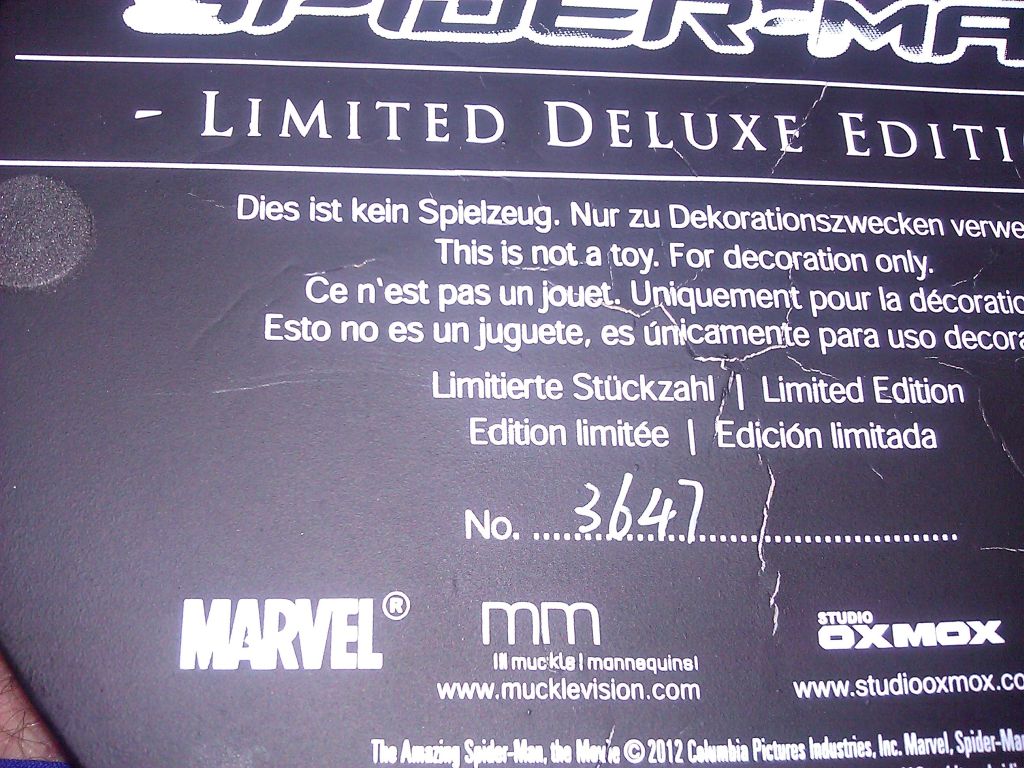 SPIDER-MA
- LIMITED DELUXE EDITI
Dies ist kein Spielzeug. Nur zu Dekorationszwecken verwe
This is not a toy. For decoration only.
Ce n'est pas un jouet. Uniquement pour la décoratio
Esto no es un juguete, es únicamente para uso decora
Limitierte Stückzahl | Limited Edition
Edition limitée | Edición limitada
No. 3647
MARVEL®
mm
muckle | mannequins
www.mucklevision.com
STUDIO
OXMOX
www.studiooxmox.co
The Amazing Spider-Man, the Movie © 2012 Columbia Pictures Industries, Inc. Marvel, Spider-Man